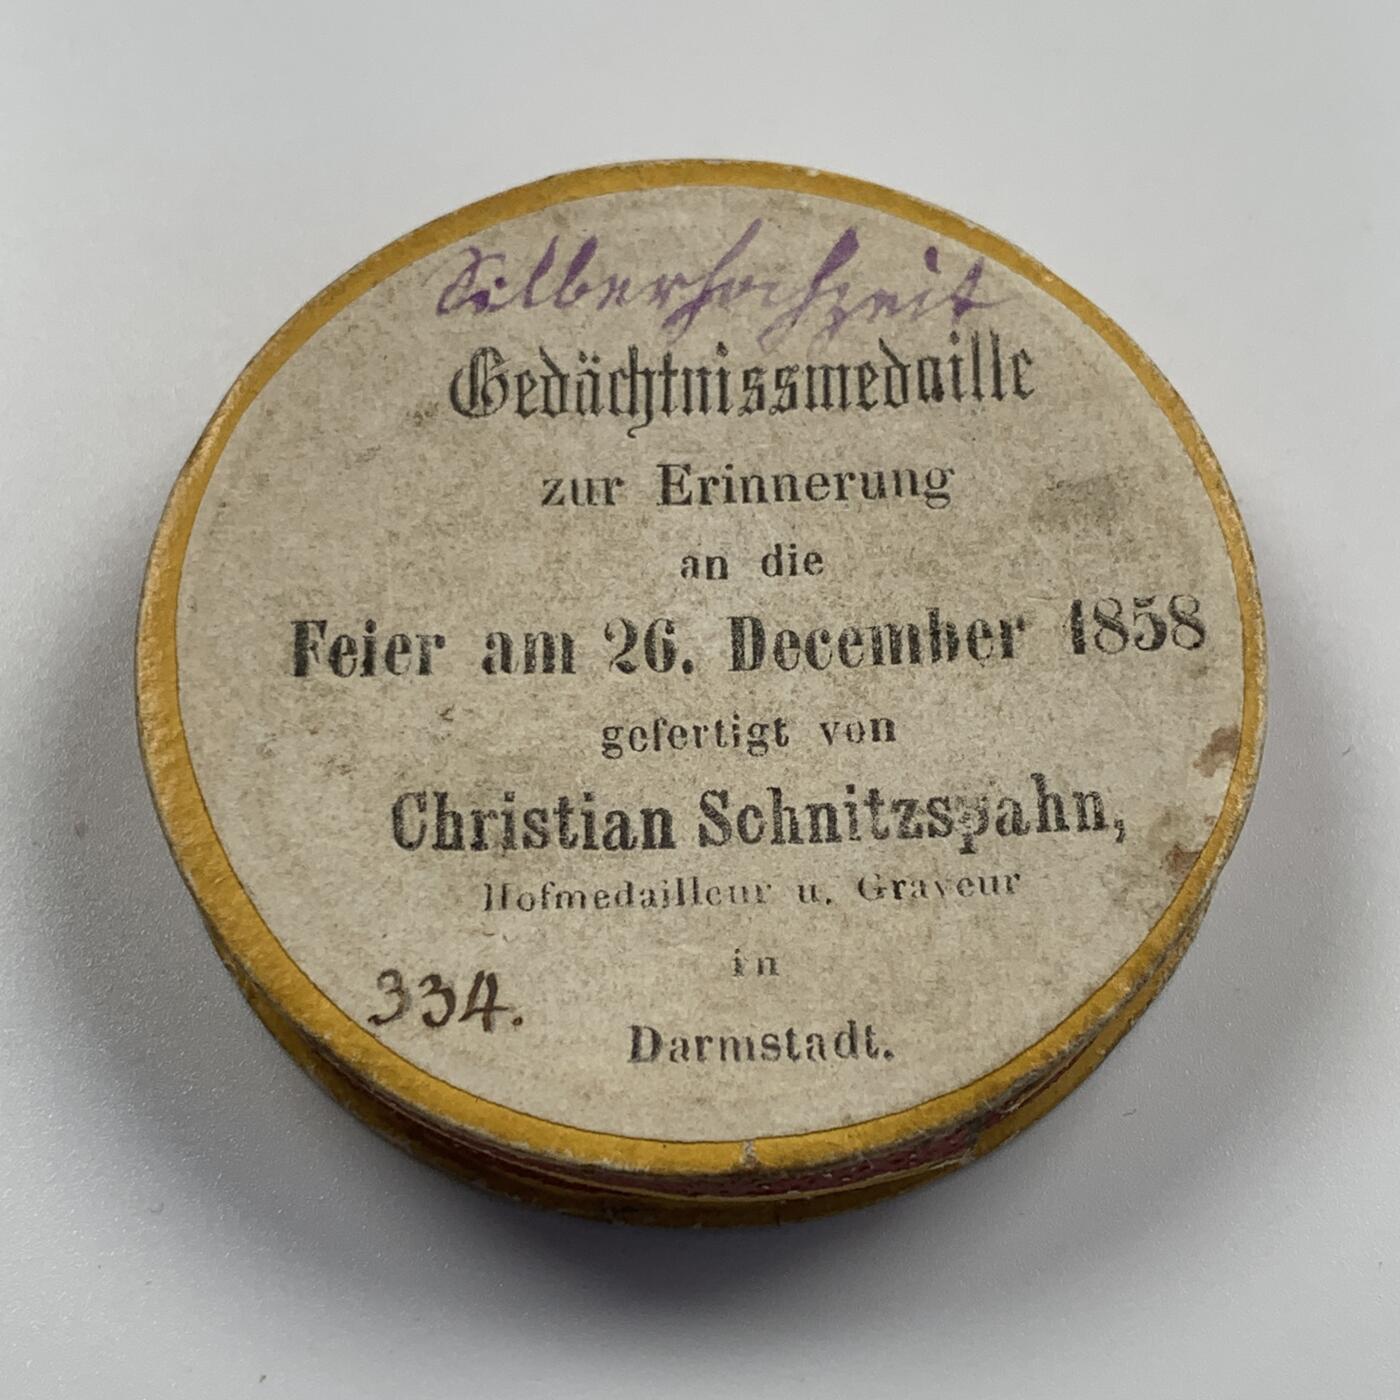 Silberhochzeit
Gedächtnissmedaille
zur Erinnerung
an die
Feier am 26. December 1858
gefertigt von
Christian Schnitzspahn,
Hofmedailleur u. Graveur
in
334.
Darmstadt.